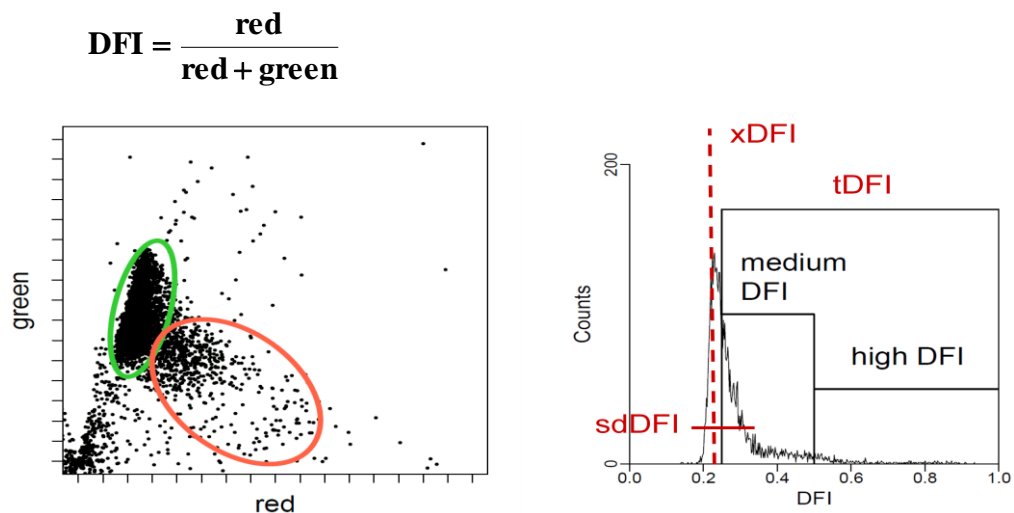 DFI = red / red + green
green
red
xDFI
tDFI
200
medium
DFI
Counts
high DFI
sdDFI
0
0.0 0.2 0.4 0.6 0.8 1.0
DFI